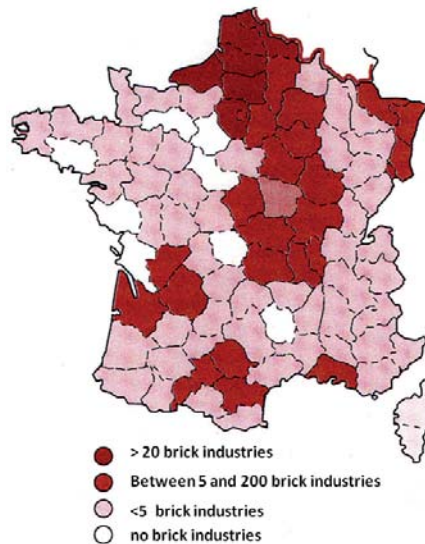 > 20 brick industries
Between 5 and 200 brick industries
<5 brick industries
no brick industries